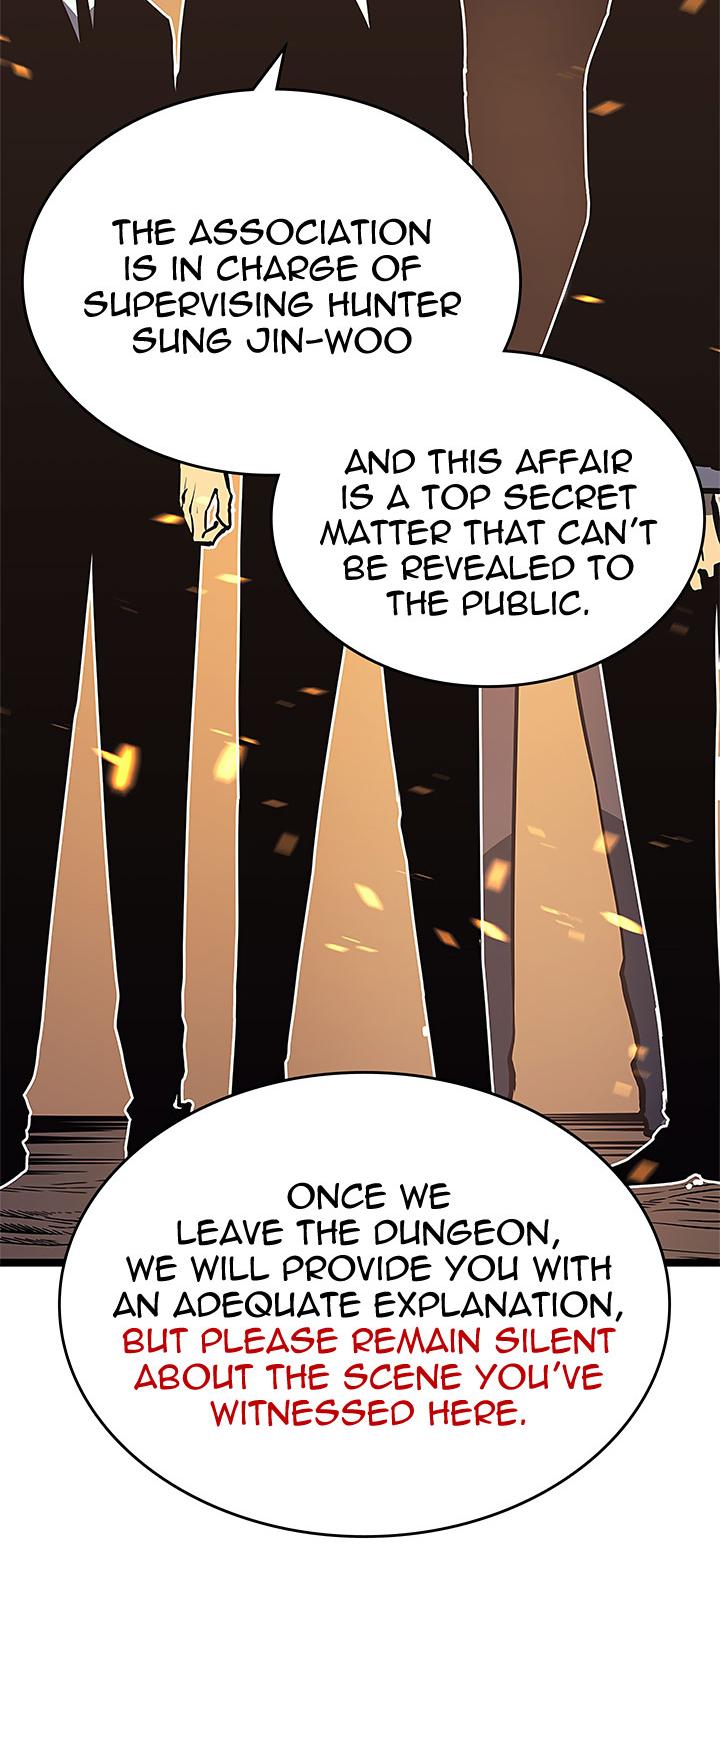 THE ASSOCIATION
IS IN CHARGE OF
SUPERVISING HUNTER
SUNG JIN-WOO
AND THIS AFFAIR
IS A TOP SECRET
MATTER THAT CAN'T
BE REVEALED TO
THE PUBLIC.
ONCE WE
LEAVE THE DUNGEON,
WE WILL PROVIDE YOU WITH
AN ADEQUATE EXPLANATION,
BUT PLEASE REMAIN SILENT
ABOUT THE SCENE YOU'VE
WITNESSED HERE.